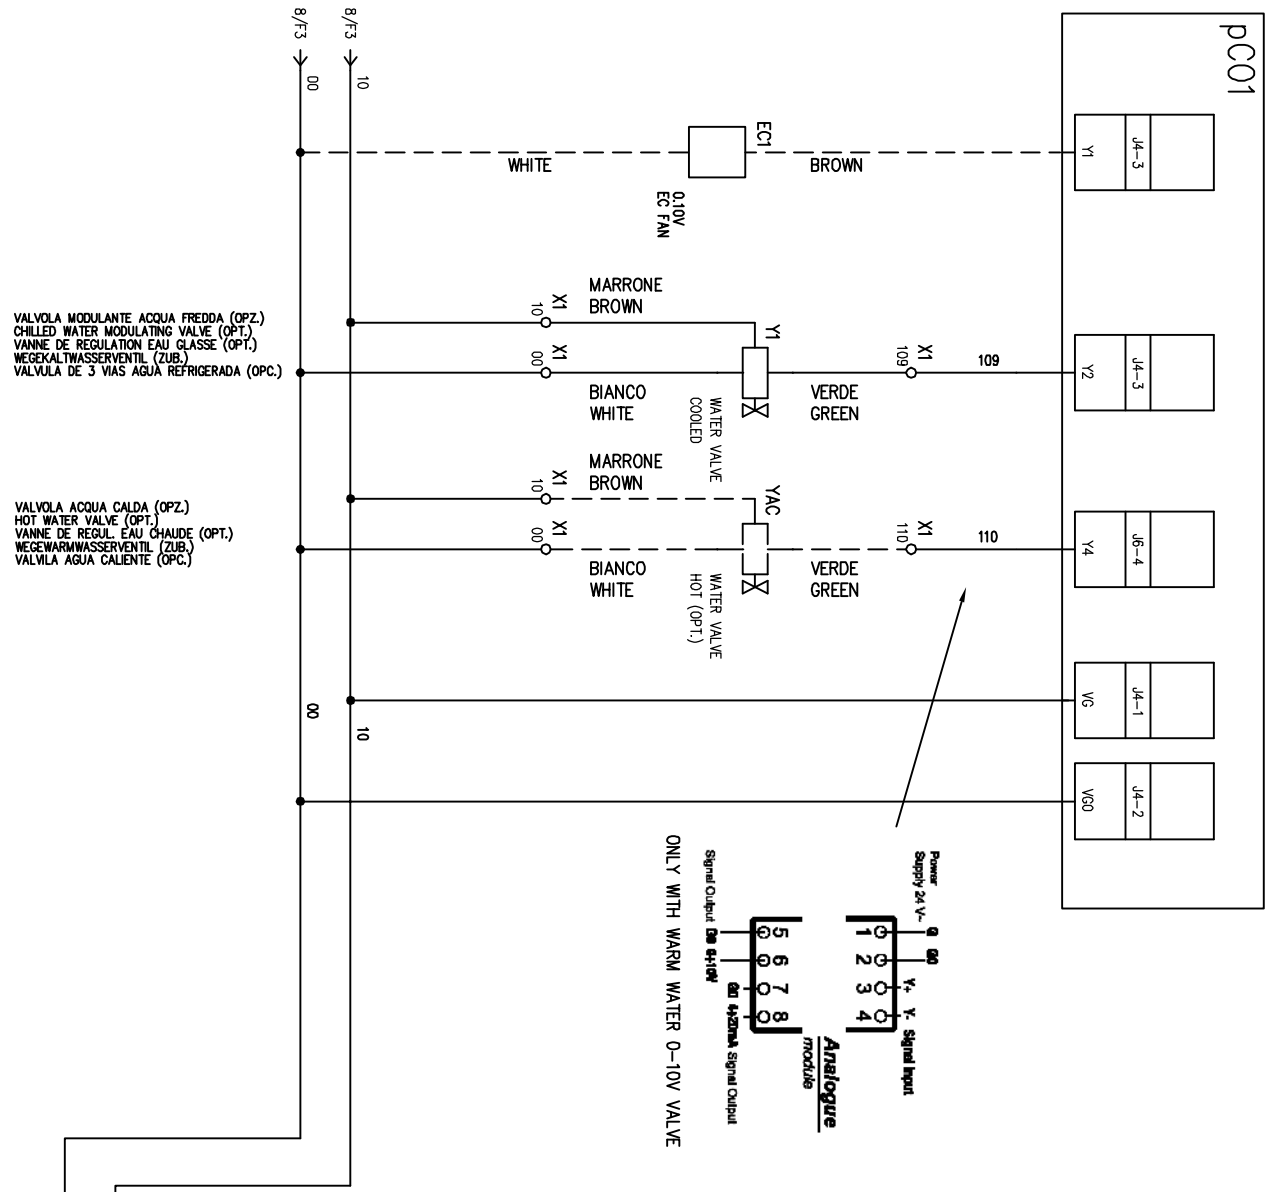 8/F3
8/F3
00
10
pCO1
J4-3
Y1
EC1
WHITE
BROWN
0.10V
EC FAN
VALVOLA MODULANTE ACQUA FREDDA (OPZ.)
CHILLED WATER MODULATING VALVE (OPT.)
VANNE DE REGULATION EAU GLASSE (OPT.)
WEGEKALTWASSERVENTIL (ZUB.)
VALVULA DE 3 VIAS AGUA REFRIGERADA (OPC.)
MARRONE
BROWN
X1
10
X1
00
BIANCO
WHITE
Y1
WATER VALVE
COOLED
VERDE
GREEN
X1
109
109
J4-3
Y2
VALVOLA ACQUA CALDA (OPZ.)
HOT WATER VALVE (OPT.)
VANNE DE REGUL. EAU CHAUDE (OPT.)
WEGEWARMWASSERVENTIL (ZUB.)
VALVILA AGUA CALIENTE (OPC.)
MARRONE
BROWN
X1
10
X1
00
BIANCO
WHITE
YAC
WATER VALVE
HOT (OPT.)
VERDE
GREEN
X1
110
110
J6-4
Y4
J4-1
VG
00
10
J4-2
VG0
Power
Supply 24 V~
G
G0
Y+
Y- Signal Input
1
2
3
4
5
6
7
8
Analogue
module
Signal Output G0 0÷10V
G0 4÷20mA Signal Output
ONLY WITH WARM WATER 0-10V VALVE